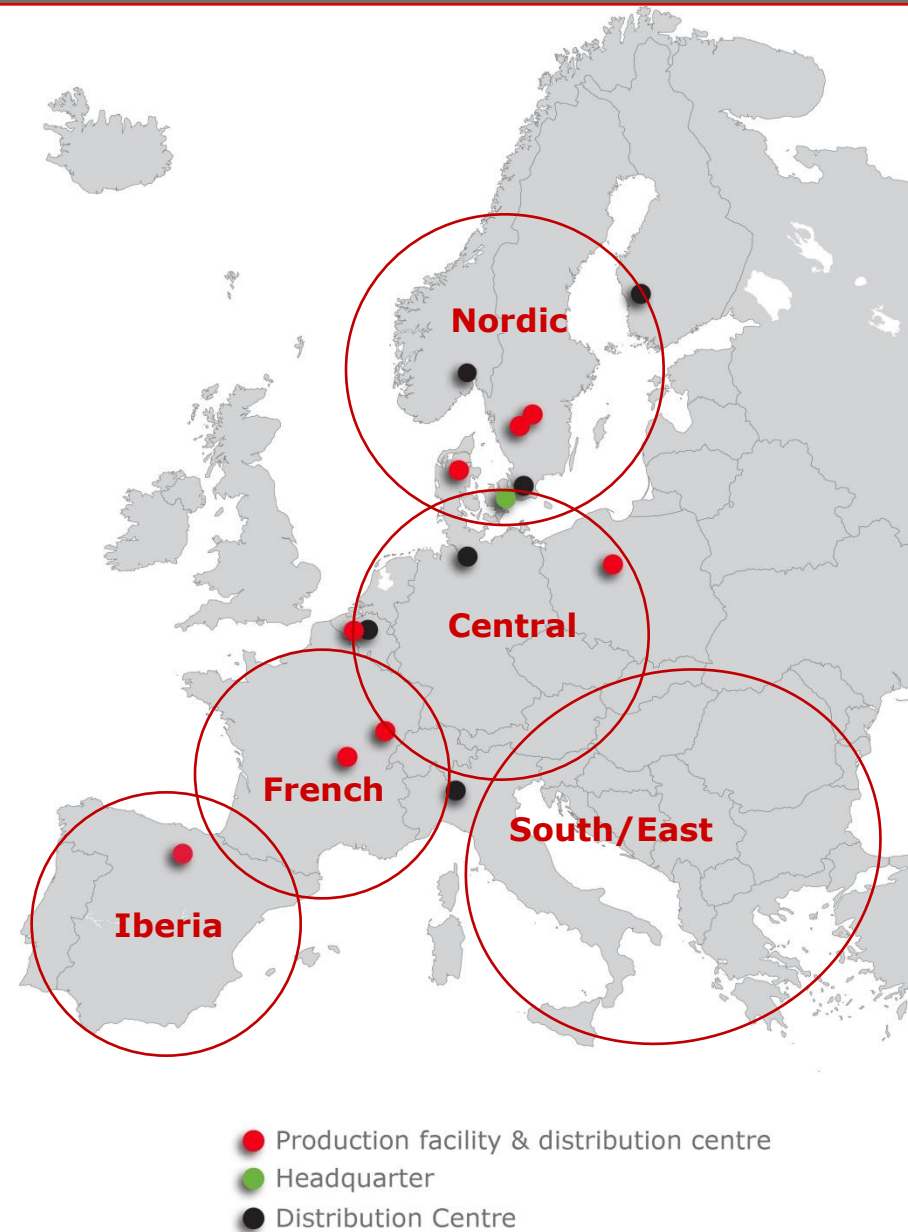 Nordic
Central
French
South/East
Iberia
Production facility & distribution centre
Headquarter
Distribution Centre